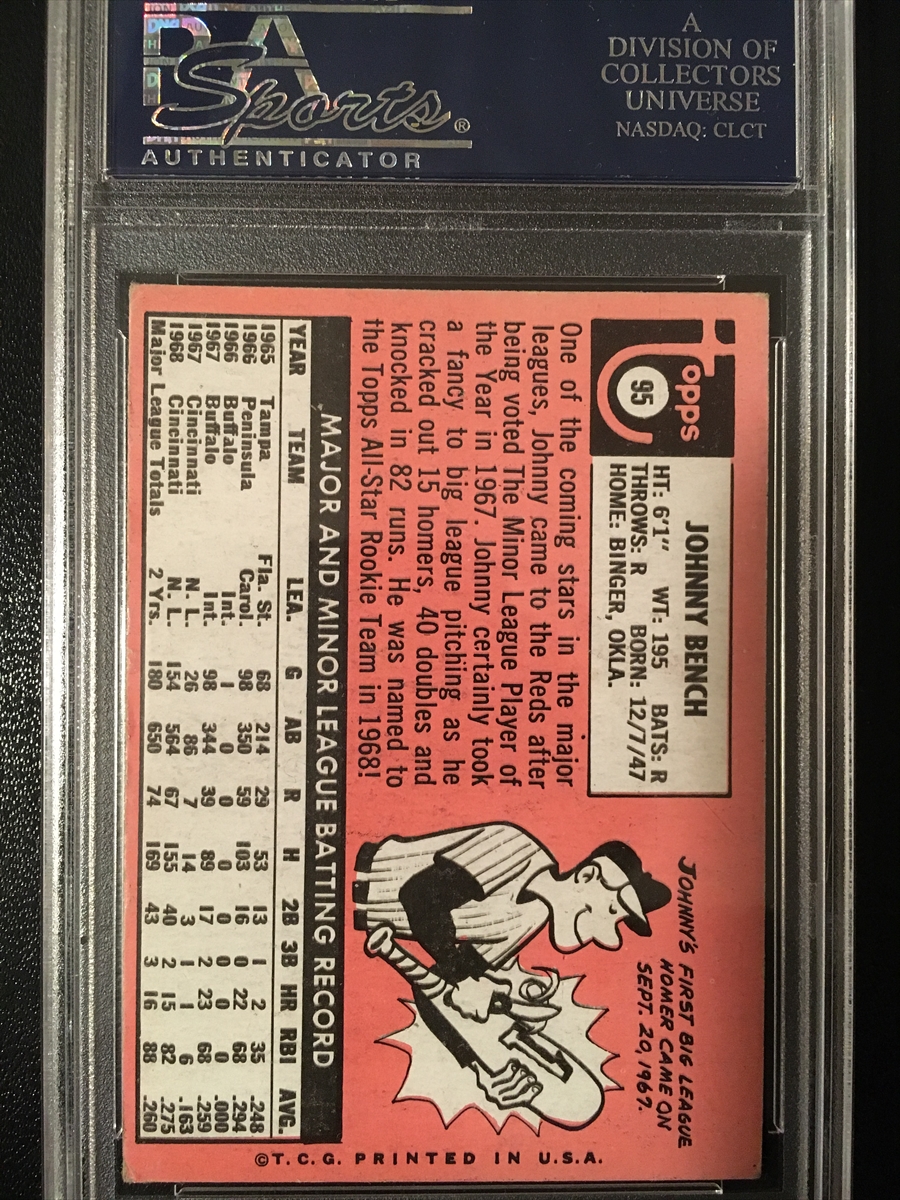 PSA
Sports®
AUTHENTICATOR
A
DIVISION OF
COLLECTORS
UNIVERSE
NASDAQ: CLCT
Topps
95
JOHNNY BENCH
HT: 6'1" WT: 195 BATS: R
THROWS: R BORN: 12/7/47
HOME: BINGER, OKLA.
One of the coming stars in the major
leagues, Johnny came to the Reds after
being voted The Minor League Player of
the Year in 1967. Johnny certainly took
a fancy to big league pitching as he
cracked out 15 homers, 40 doubles and
knocked in 82 runs. He was named to
the Topps All-Star Rookie Team in 1968!
JOHNNY'S FIRST BIG LEAGUE
HOMER CAME ON
SEPT. 20, 1967.
1
MAJOR AND MINOR LEAGUE BATTING RECORD
YEAR TEAM LEA. G AB R H 2B 3B HR RBI AVG.
1965 Tampa Fla. St. 68 214 29 53 13 1 2 35 .248
1966 Peninsula Carol. 98 350 59 103 16 0 22 68 .294
1966 Buffalo Int. 1 0 0 0 0 0 0 0 .000
1967 Buffalo Int. 98 344 39 89 17 2 23 68 .259
1967 Cincinnati N. L. 26 86 7 14 3 1 1 6 .163
1968 Cincinnati N. L. 154 564 67 155 40 2 15 82 .275
Major League Totals 2 Yrs. 180 650 74 169 43 3 16 88 .260
©T.C.G. PRINTED IN U.S.A.